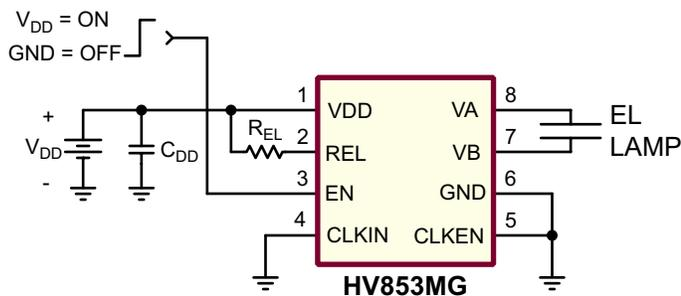 V_DD = ON
GND = OFF
+
V_DD
-
C_DD
R_EL
1
2
3
4
VDD
REL
EN
CLKIN
VA
VB
GND
CLKEN
8
7
6
5
EL
LAMP
HV853MG